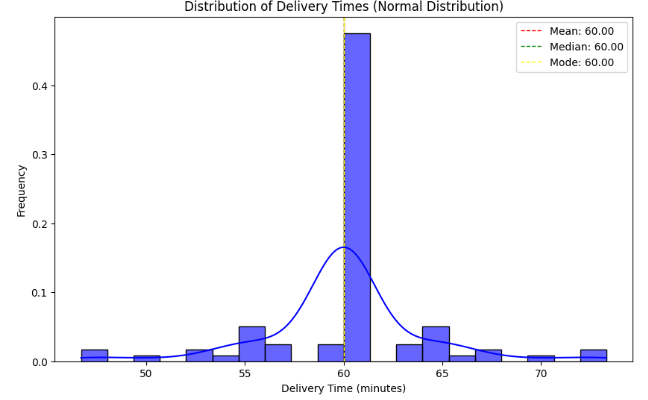 Distribution of Delivery Times (Normal Distribution)
Mean: 60.00
Median: 60.00
Mode: 60.00
Frequency
0.4
0.3
0.2
0.1
0.0
50 55 60 65 70
Delivery Time (minutes)